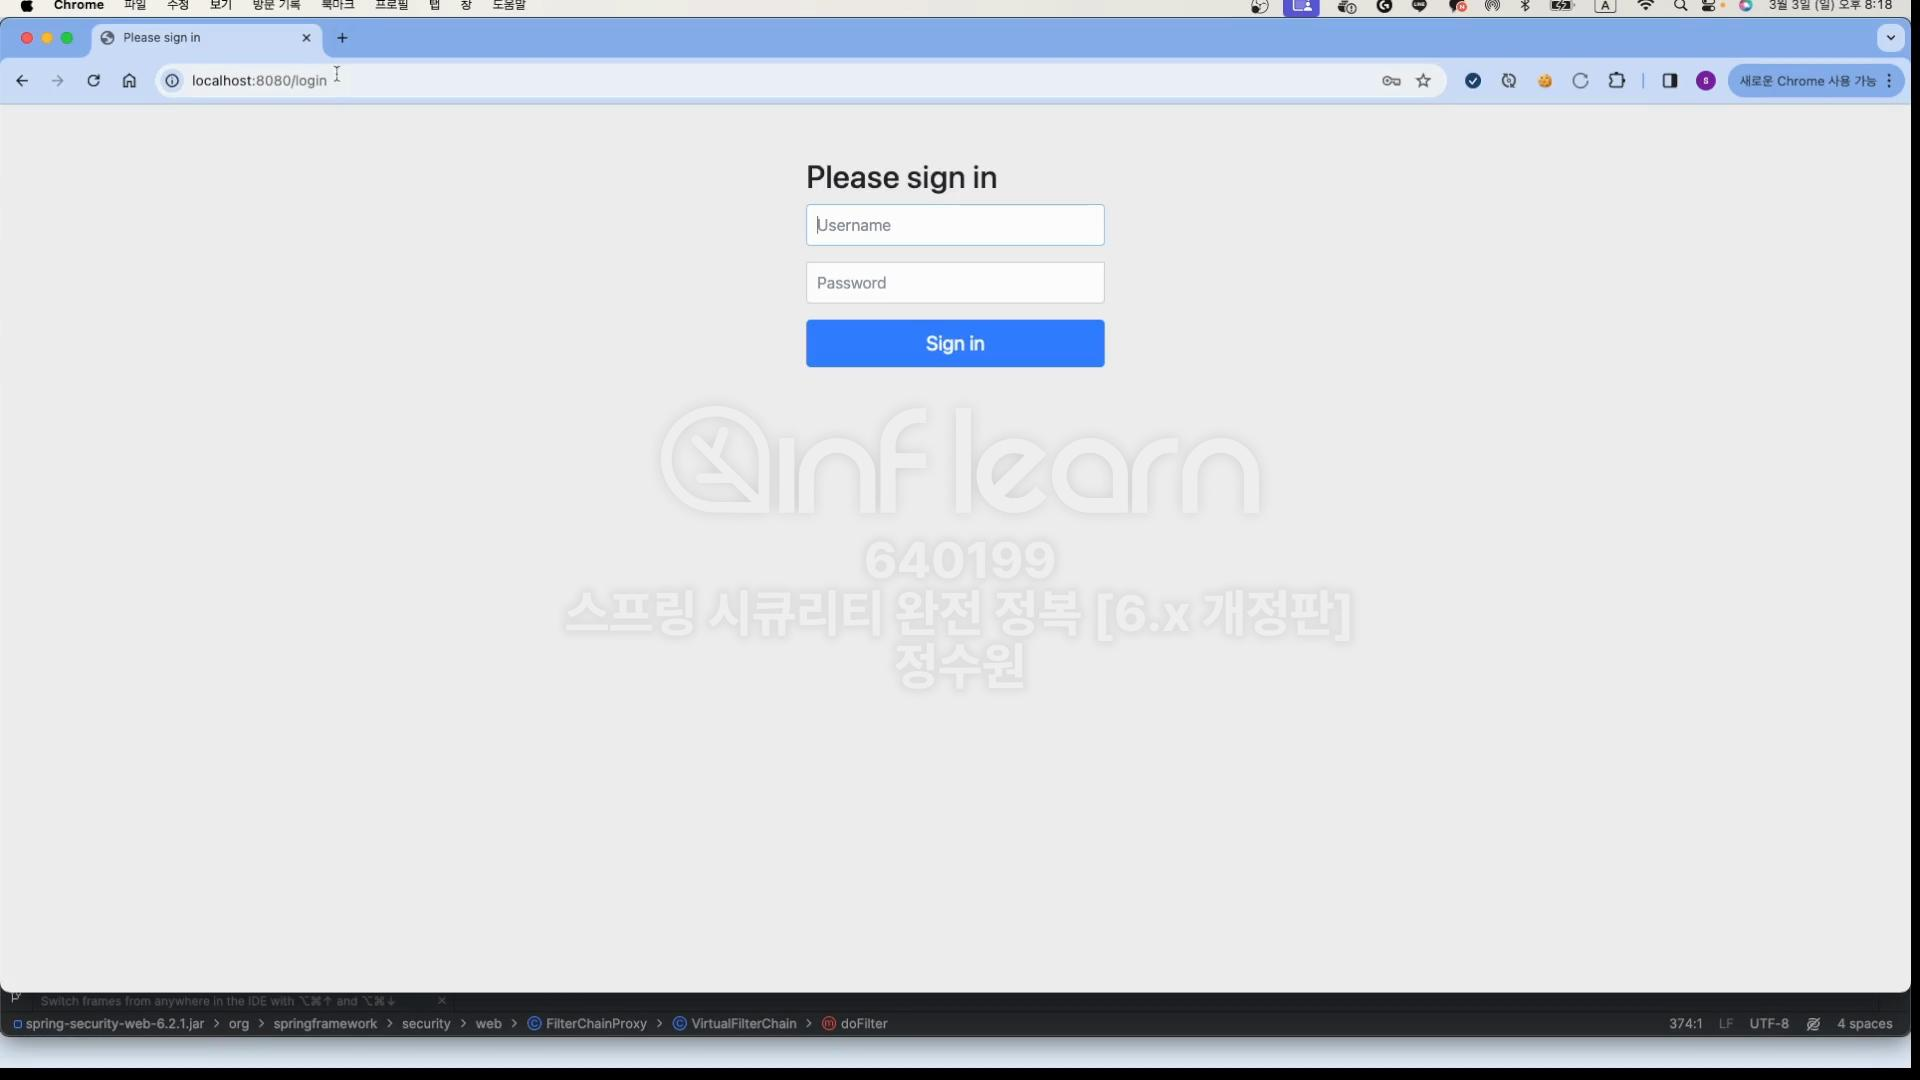 Chrome 파일 수정 보기 방문 기록 북마크 프로필 탭 창 도움말 3월 3일 (일) 오후 8:18
Please sign in
localhost:8080/login
새로운 Chrome 사용 가능
Please sign in
Username
Password
Sign in
inflearn
640199
스프링 시큐리티 완전 정복 [6.x 개정판]
정수원
Switch frames from anywhere in the IDE with ⌥⌘↑ and ⌥⌘↓
spring-security-web-6.2.1.jar > org > springframework > security > web > FilterChainProxy > VirtualFilterChain > doFilter 374:1 LF UTF-8 4 spaces